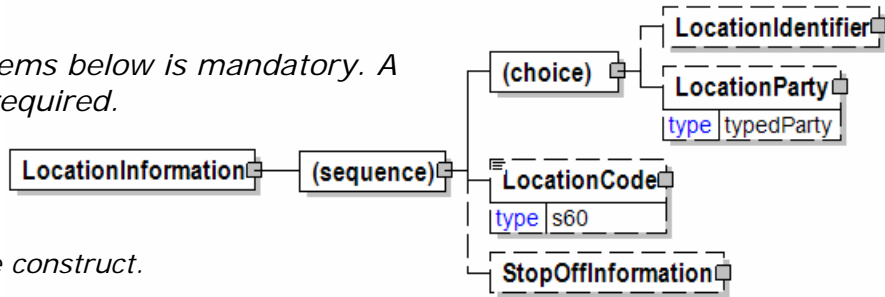 LocationIdentifier
ems below is mandatory. A
(choice)
equired.
LocationParty
type typedParty
LocationInformation
(sequence)
LocationCode
type s60
e construct.
StopOffInformation